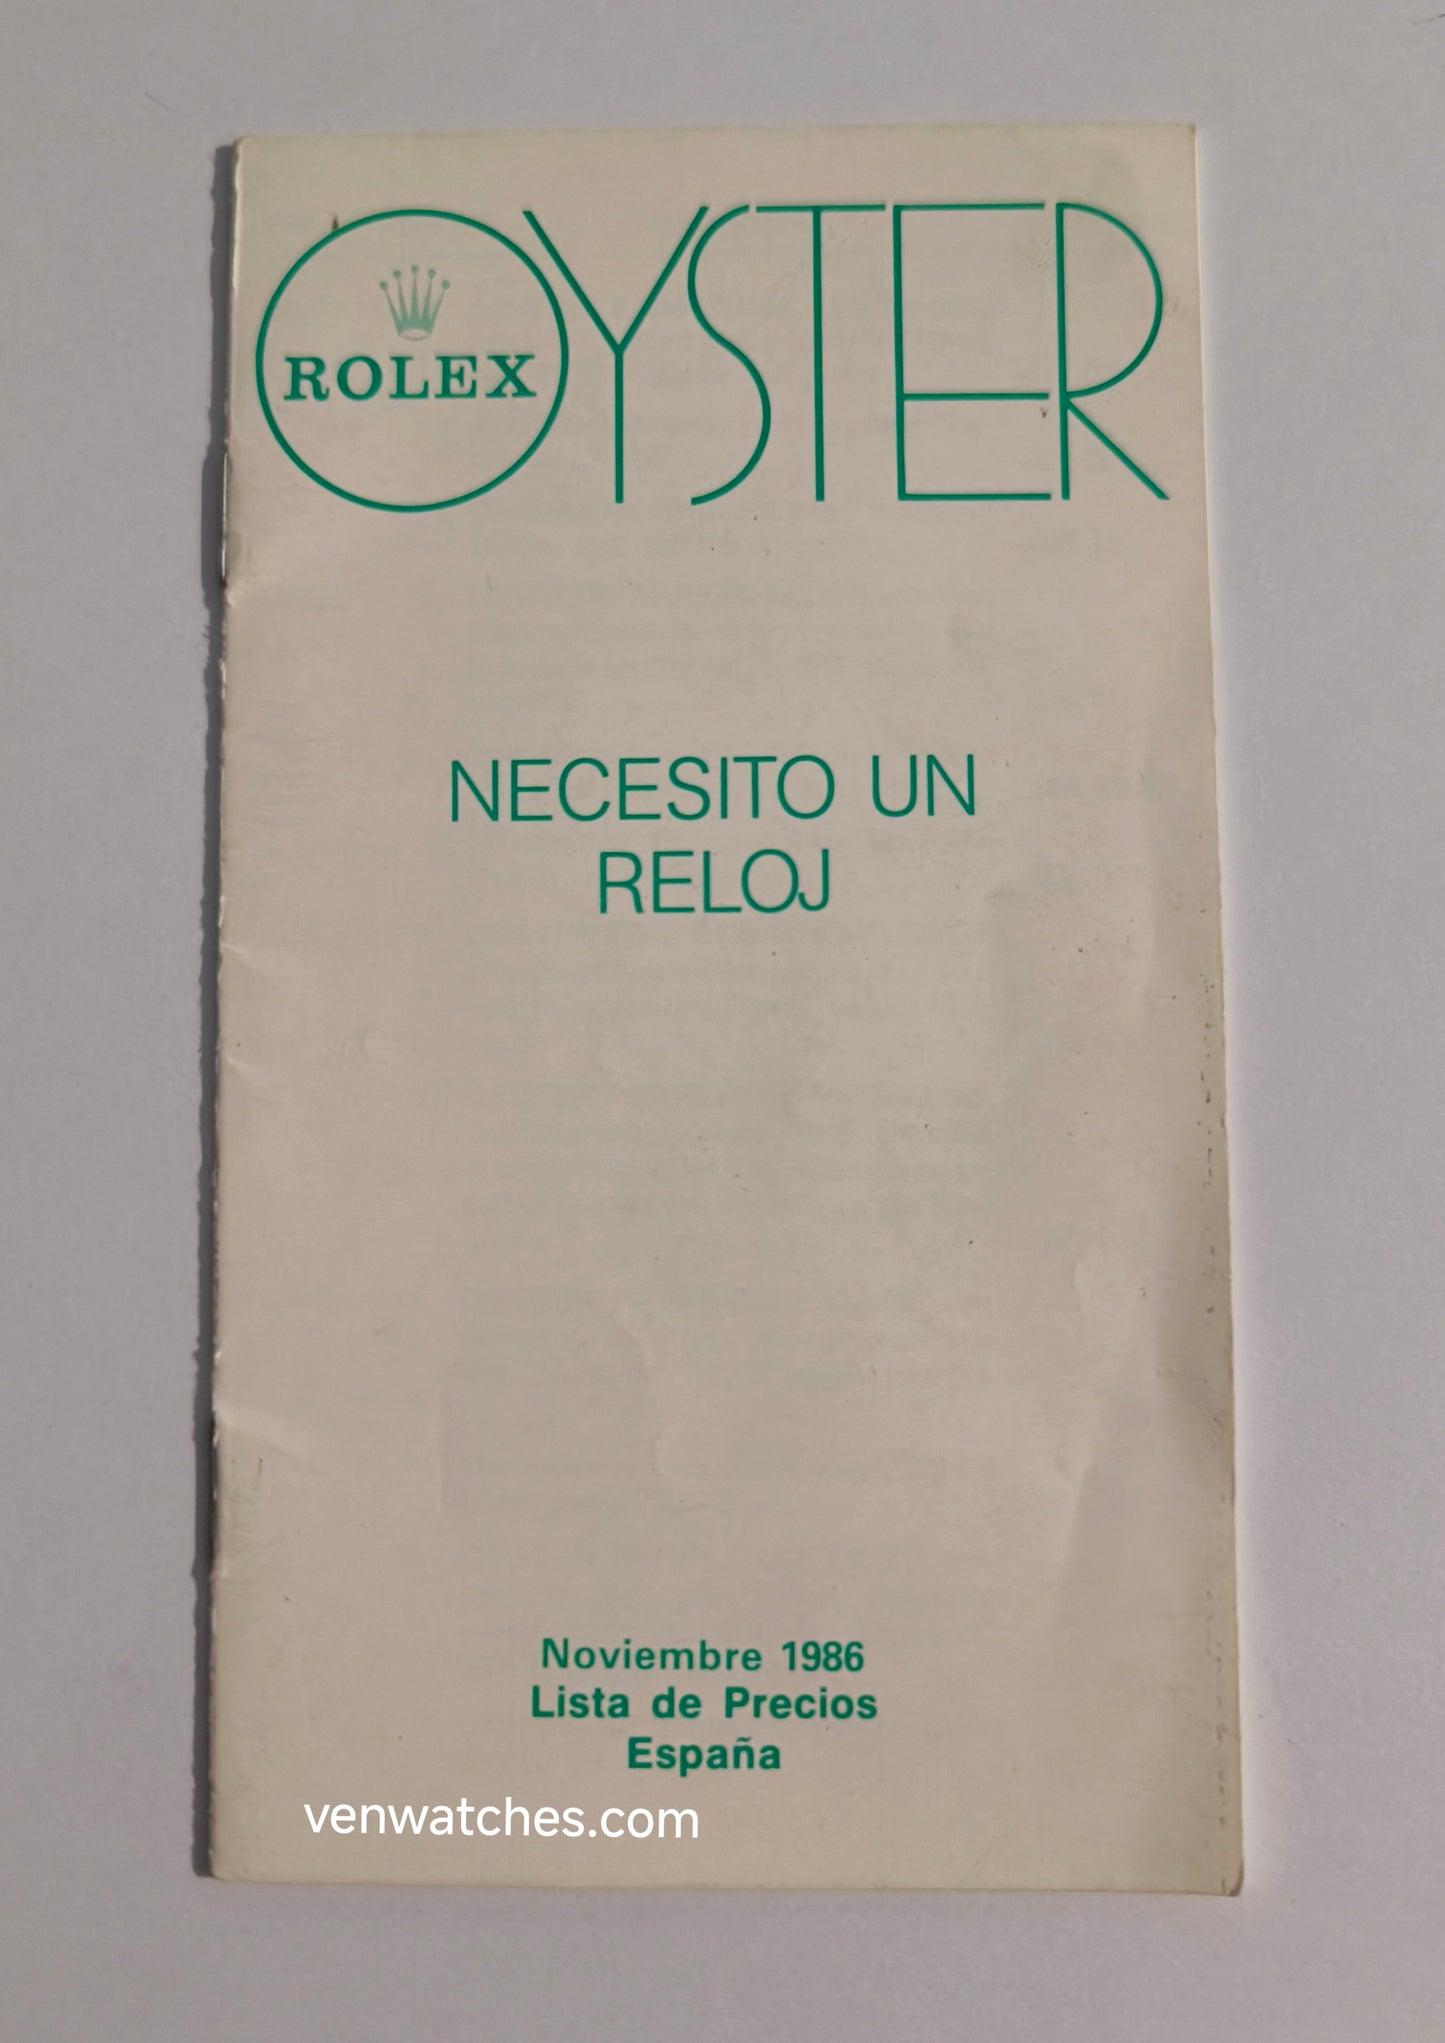 OYSTER
ROLEX
NECESITO UN
RELOJ
Noviembre 1986
Lista de Precios
España
venwatches.com